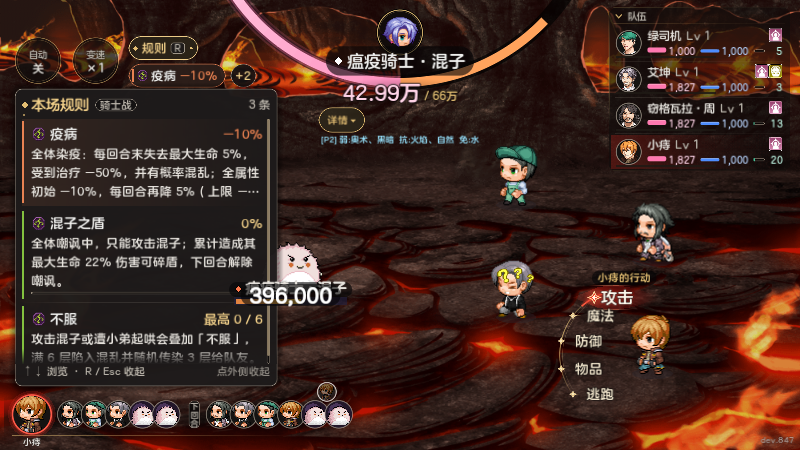 自动
关
变速
×1
规则 R
疫病 −10%
+2
瘟疫骑士 · 混子
42.99万 / 66万
详情
[P2] 弱:奥术、黑暗 抗:火焰、自然 免:水
队伍
绿司机 Lv 1
1,000 1,000 5
艾坤 Lv 1
1,827 1,000 3
窃格瓦拉·周 Lv 1
1,827 1,000 13
小痔 Lv 1
1,827 1,000 20
本场规则 骑士战 3 条
疫病 −10%
全体染疫：每回合末失去最大生命 5%，
受到治疗 −50%，并有概率混乱；全属性
初始 −10%，每回合再降 5%（上限 −⋯
混子之盾 0%
全体嘲讽中，只能攻击混子；累计造成其
最大生命 22% 伤害可碎盾，下回合解除
嘲讽。
不服 最高 0 / 6
攻击混子或遭小弟起哄会叠加「不服」，
满 6 层陷入混乱并随机传染 3 层给队友。
↑↓ 浏览 · R / Esc 收起 点外侧收起
396,000
???
小痔的行动
攻击
魔法
防御
物品
逃跑
小痔
下回合
dev.847